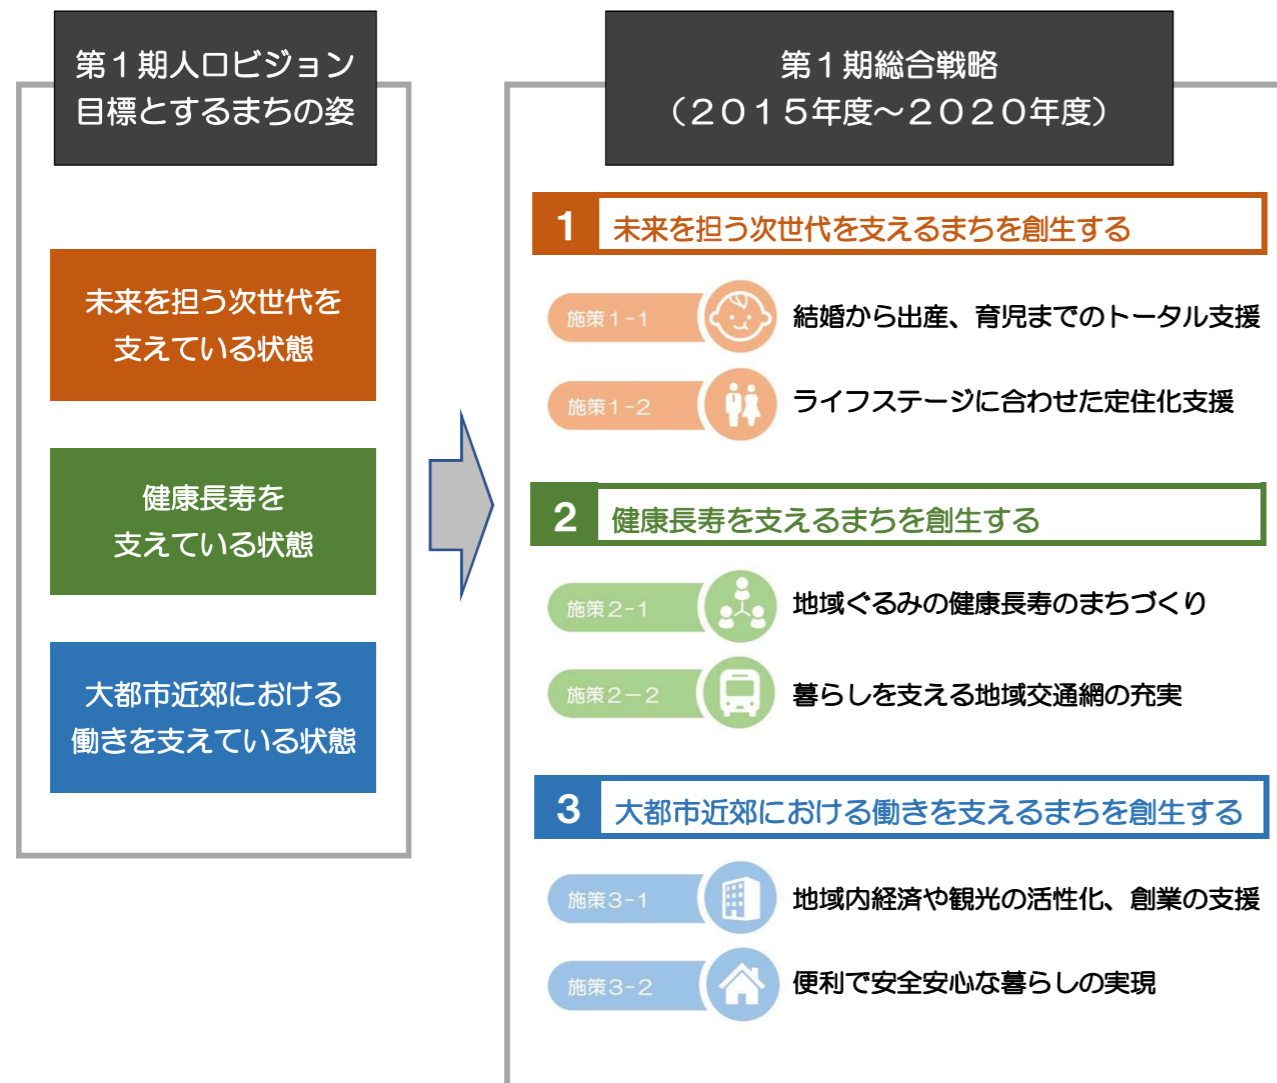 第１期人口ビジョン
目標とするまちの姿
未来を担う次世代を
支えている状態
健康長寿を
支えている状態
大都市近郊における
働きを支えている状態
第１期総合戦略
（２０１５年度～２０２０年度）
1 未来を担う次世代を支えるまちを創生する
施策１-１ 結婚から出産、育児までのトータル支援
施策１-２ ライフステージに合わせた定住化支援
2 健康長寿を支えるまちを創生する
施策２-１ 地域ぐるみの健康長寿のまちづくり
施策２－２ 暮らしを支える地域交通網の充実
3 大都市近郊における働きを支えるまちを創生する
施策３-１ 地域内経済や観光の活性化、創業の支援
施策３-２ 便利で安全安心な暮らしの実現